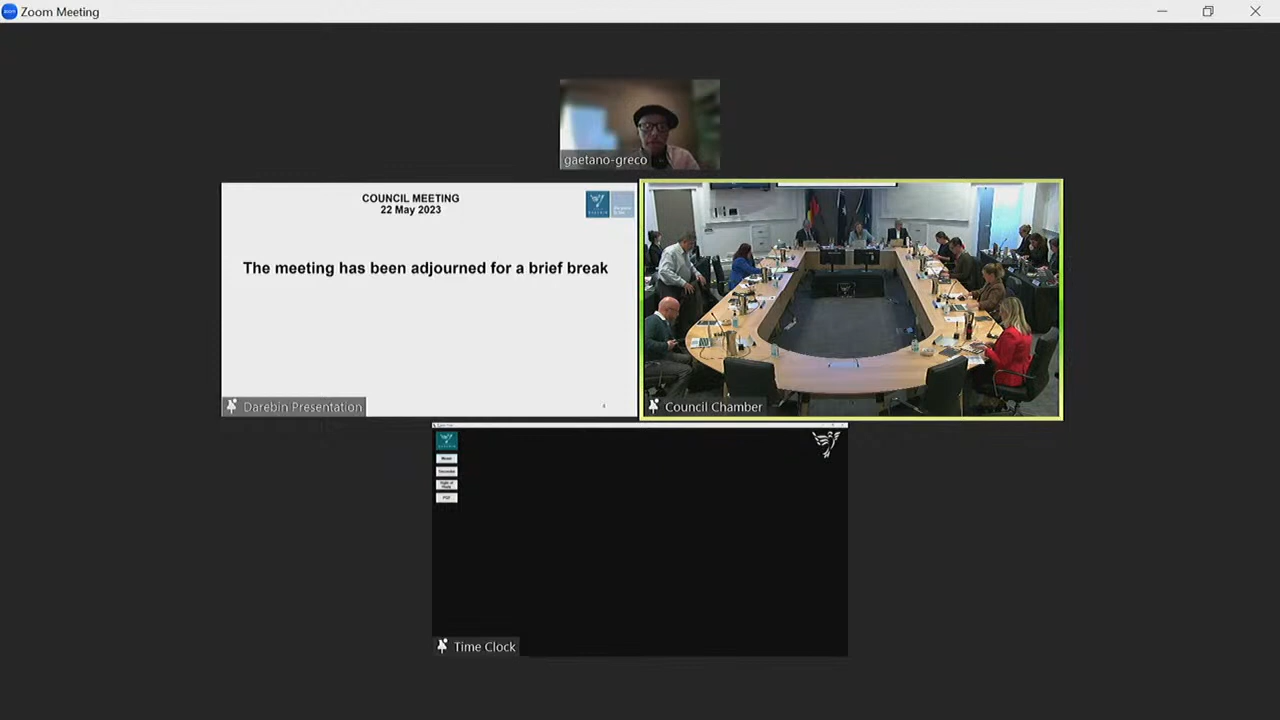 Zoom Meeting
gaetano-greco
COUNCIL MEETING
22 May 2023
The meeting has been adjourned for a brief break
Darebin Presentation
Council Chamber
Time Clock